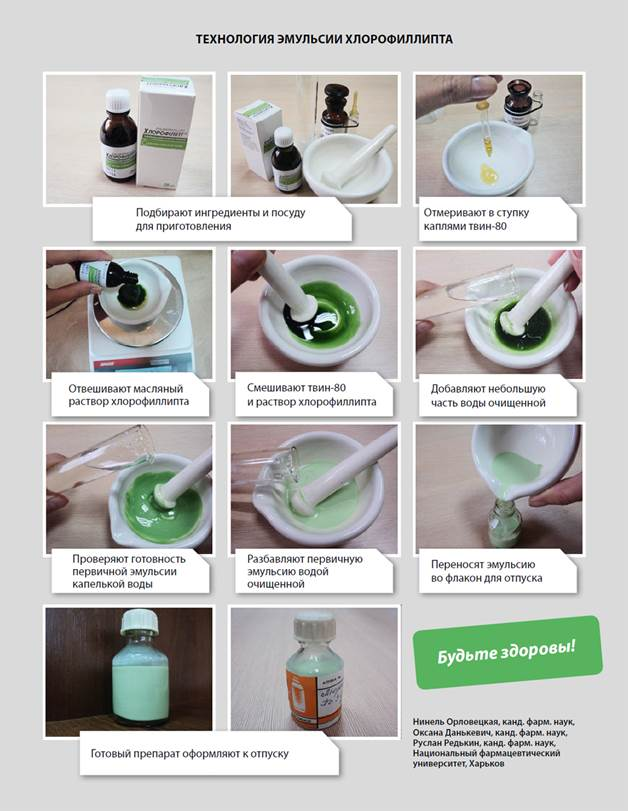 ТЕХНОЛОГИЯ ЭМУЛЬСИИ ХЛОРОФИЛЛИПТА
ХЛОРОФІЛІПТ
Подбирают ингредиенты и посуду
для приготовления
Отмеривают в ступку
каплями твин-80
Отвешивают масляный
раствор хлорофиллипта
Смешивают твин-80
и раствор хлорофиллипта
Добавляют небольшую
часть воды очищенной
Проверяют готовность
первичной эмульсии
капелькой воды
Разбавляют первичную
эмульсию водой
очищенной
Переносят эмульсию
во флакон для отпуска
Готовый препарат оформляют к отпуску
Будьте здоровы!
Нинель Орловецкая, канд. фарм. наук,
Оксана Данькевич, канд. фарм. наук,
Руслан Редькин, канд. фарм. наук,
Национальный фармацевтический
университет, Харьков